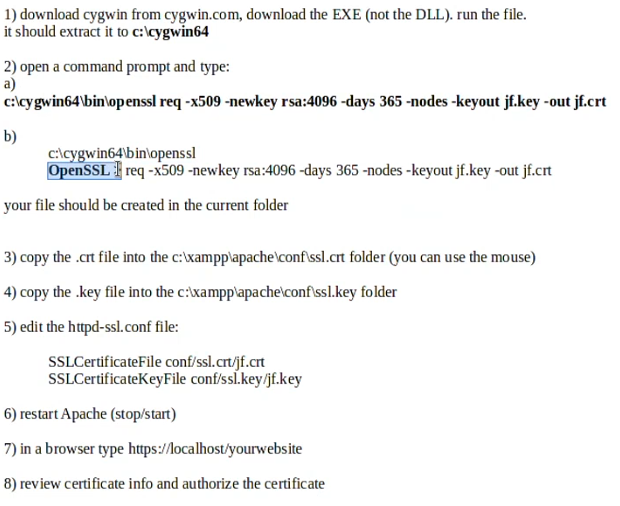 1) download cygwin from cygwin.com, download the EXE (not the DLL). run the file.
it should extract it to c:\cygwin64
2) open a command prompt and type:
a)
c:\cygwin64\bin\openssl req -x509 -newkey rsa:4096 -days 365 -nodes -keyout jf.key -out jf.crt
b)
c:\cygwin64\bin\openssl
OpenSSL> req -x509 -newkey rsa:4096 -days 365 -nodes -keyout jf.key -out jf.crt
your file should be created in the current folder
3) copy the .crt file into the c:\xampp\apache\conf\ssl.crt folder (you can use the mouse)
4) copy the .key file into the c:\xampp\apache\conf\ssl.key folder
5) edit the httpd-ssl.conf file:
SSLCertificateFile conf/ssl.crt/jf.crt
SSLCertificateKeyFile conf/ssl.key/jf.key
6) restart Apache (stop/start)
7) in a browser type https://localhost/yourwebsite
8) review certificate info and authorize the certificate